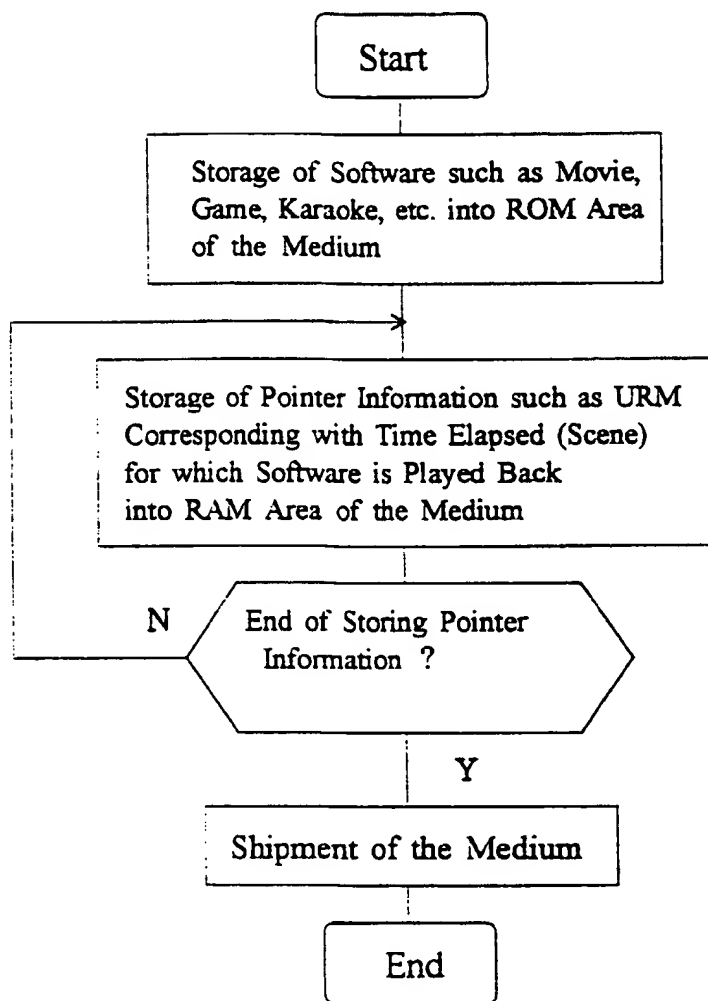 Start
Storage of Software such as Movie,
Game, Karaoke, etc. into ROM Area
of the Medium
Storage of Pointer Information such as URM
Corresponding with Time Elapsed (Scene)
for which Software is Played Back
into RAM Area of the Medium
N
End of Storing Pointer
Information ?
Y
Shipment of the Medium
End